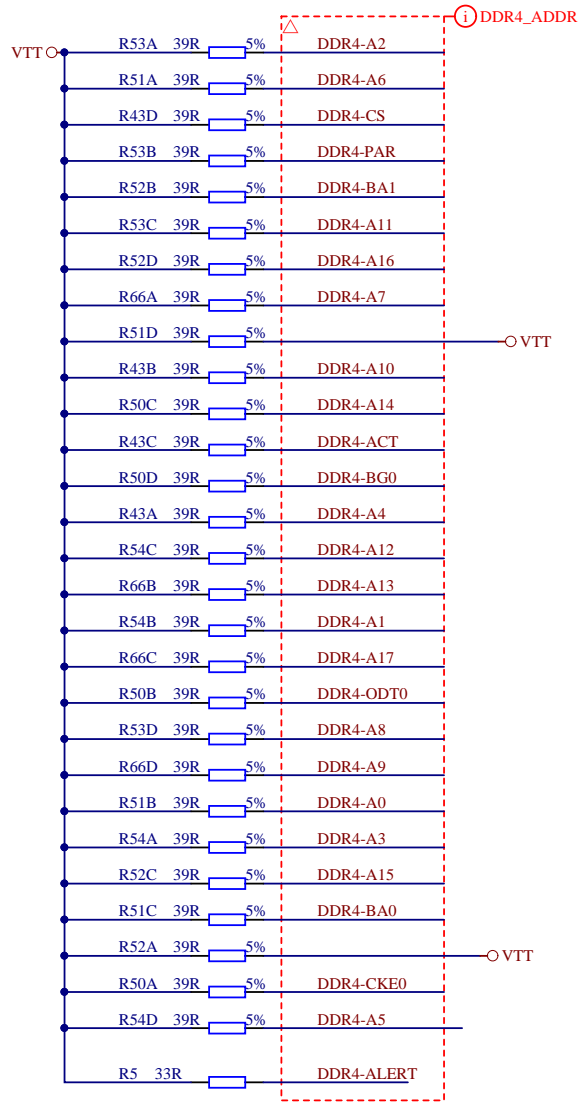 i DDR4_ADDR
VTT R53A 39R 5% DDR4-A2
R51A 39R 5% DDR4-A6
R43D 39R 5% DDR4-CS
R53B 39R 5% DDR4-PAR
R52B 39R 5% DDR4-BA1
R53C 39R 5% DDR4-A11
R52D 39R 5% DDR4-A16
R66A 39R 5% DDR4-A7
R51D 39R 5% VTT
R43B 39R 5% DDR4-A10
R50C 39R 5% DDR4-A14
R43C 39R 5% DDR4-ACT
R50D 39R 5% DDR4-BG0
R43A 39R 5% DDR4-A4
R54C 39R 5% DDR4-A12
R66B 39R 5% DDR4-A13
R54B 39R 5% DDR4-A1
R66C 39R 5% DDR4-A17
R50B 39R 5% DDR4-ODT0
R53D 39R 5% DDR4-A8
R66D 39R 5% DDR4-A9
R51B 39R 5% DDR4-A0
R54A 39R 5% DDR4-A3
R52C 39R 5% DDR4-A15
R51C 39R 5% DDR4-BA0
R52A 39R 5% VTT
R50A 39R 5% DDR4-CKE0
R54D 39R 5% DDR4-A5
R5 33R DDR4-ALERT